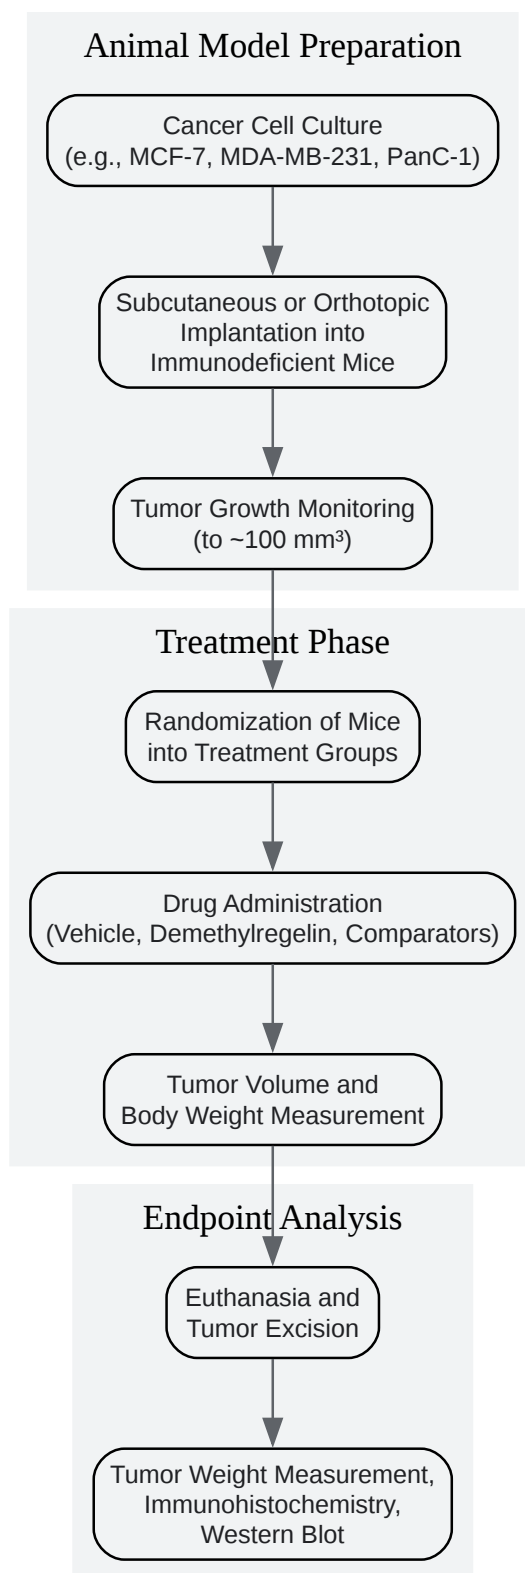 Animal Model Preparation
Cancer Cell Culture
(e.g., MCF-7, MDA-MB-231, PanC-1)
Subcutaneous or Orthotopic
Implantation into
Immunodeficient Mice
Tumor Growth Monitoring
(to ~100 mm³)
Treatment Phase
Randomization of Mice
into Treatment Groups
Drug Administration
(Vehicle, Demethylregelin, Comparators)
Tumor Volume and
Body Weight Measurement
Endpoint Analysis
Euthanasia and
Tumor Excision
Tumor Weight Measurement,
Immunohistochemistry,
Western Blot